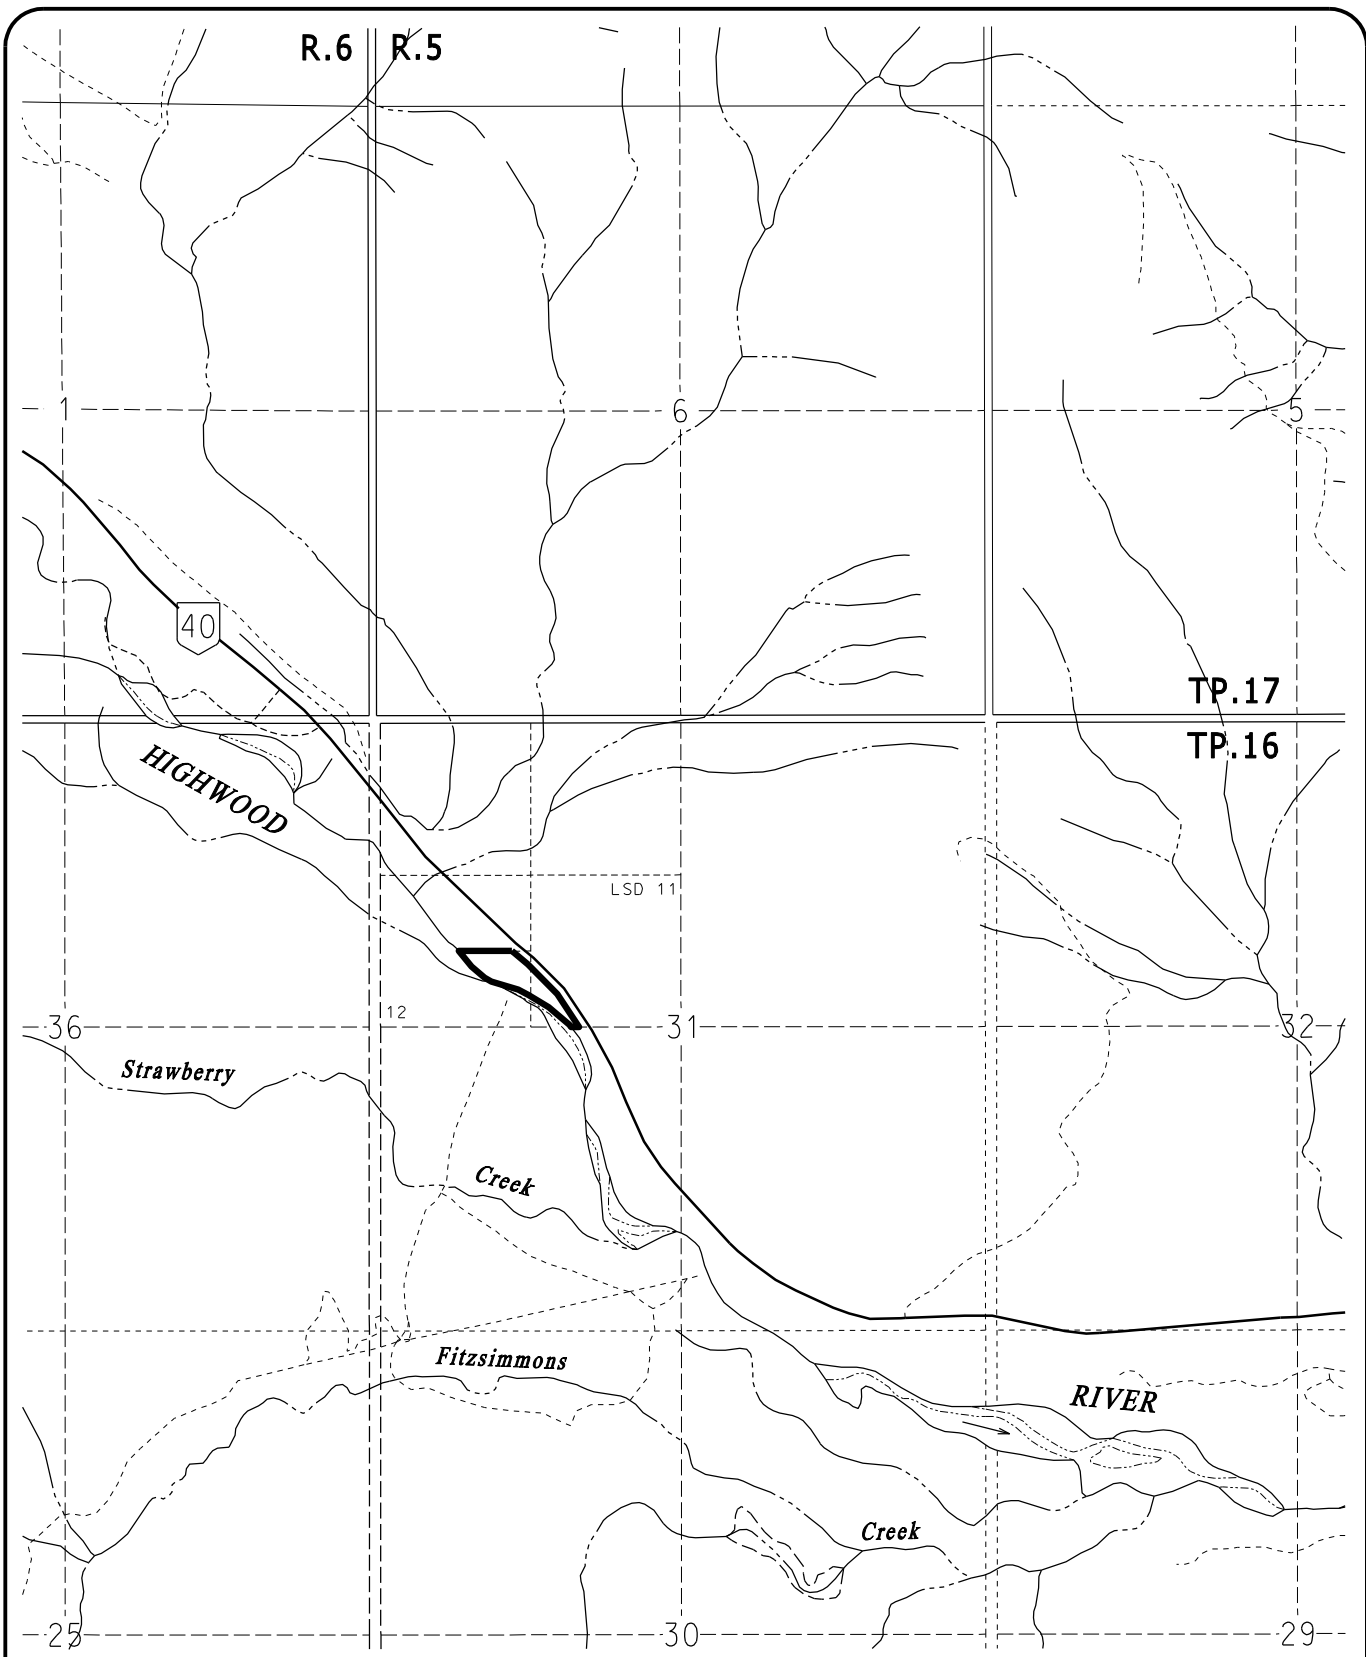 R.6 R.5
1 6 5
40
TP.17
TP.16
HIGHWOOD
LSD 11
12
36 31 32
Strawberry
Creek
Fitzsimmons
RIVER
Creek
25 30 29